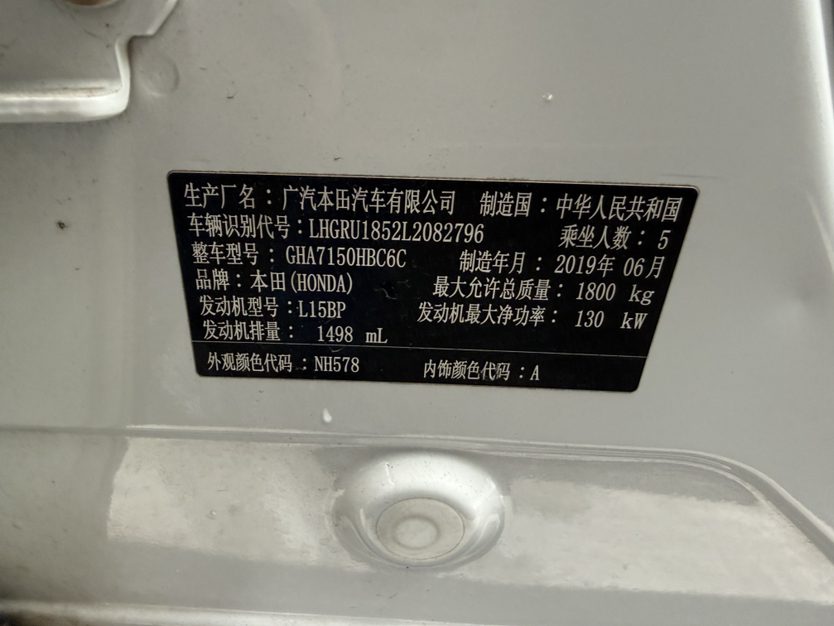 生产厂名：广汽本田汽车有限公司 制造国：中华人民共和国
车辆识别代号：LHGRU1852L2082796 乘坐人数：5
整车型号：GHA7150HBC6C 制造年月：2019年 06月
品牌：本田(HONDA) 最大允许总质量：1800 kg
发动机型号：L15BP 发动机最大净功率：130 kW
发动机排量：1498 mL
外观颜色代码：NH578 内饰颜色代码：A